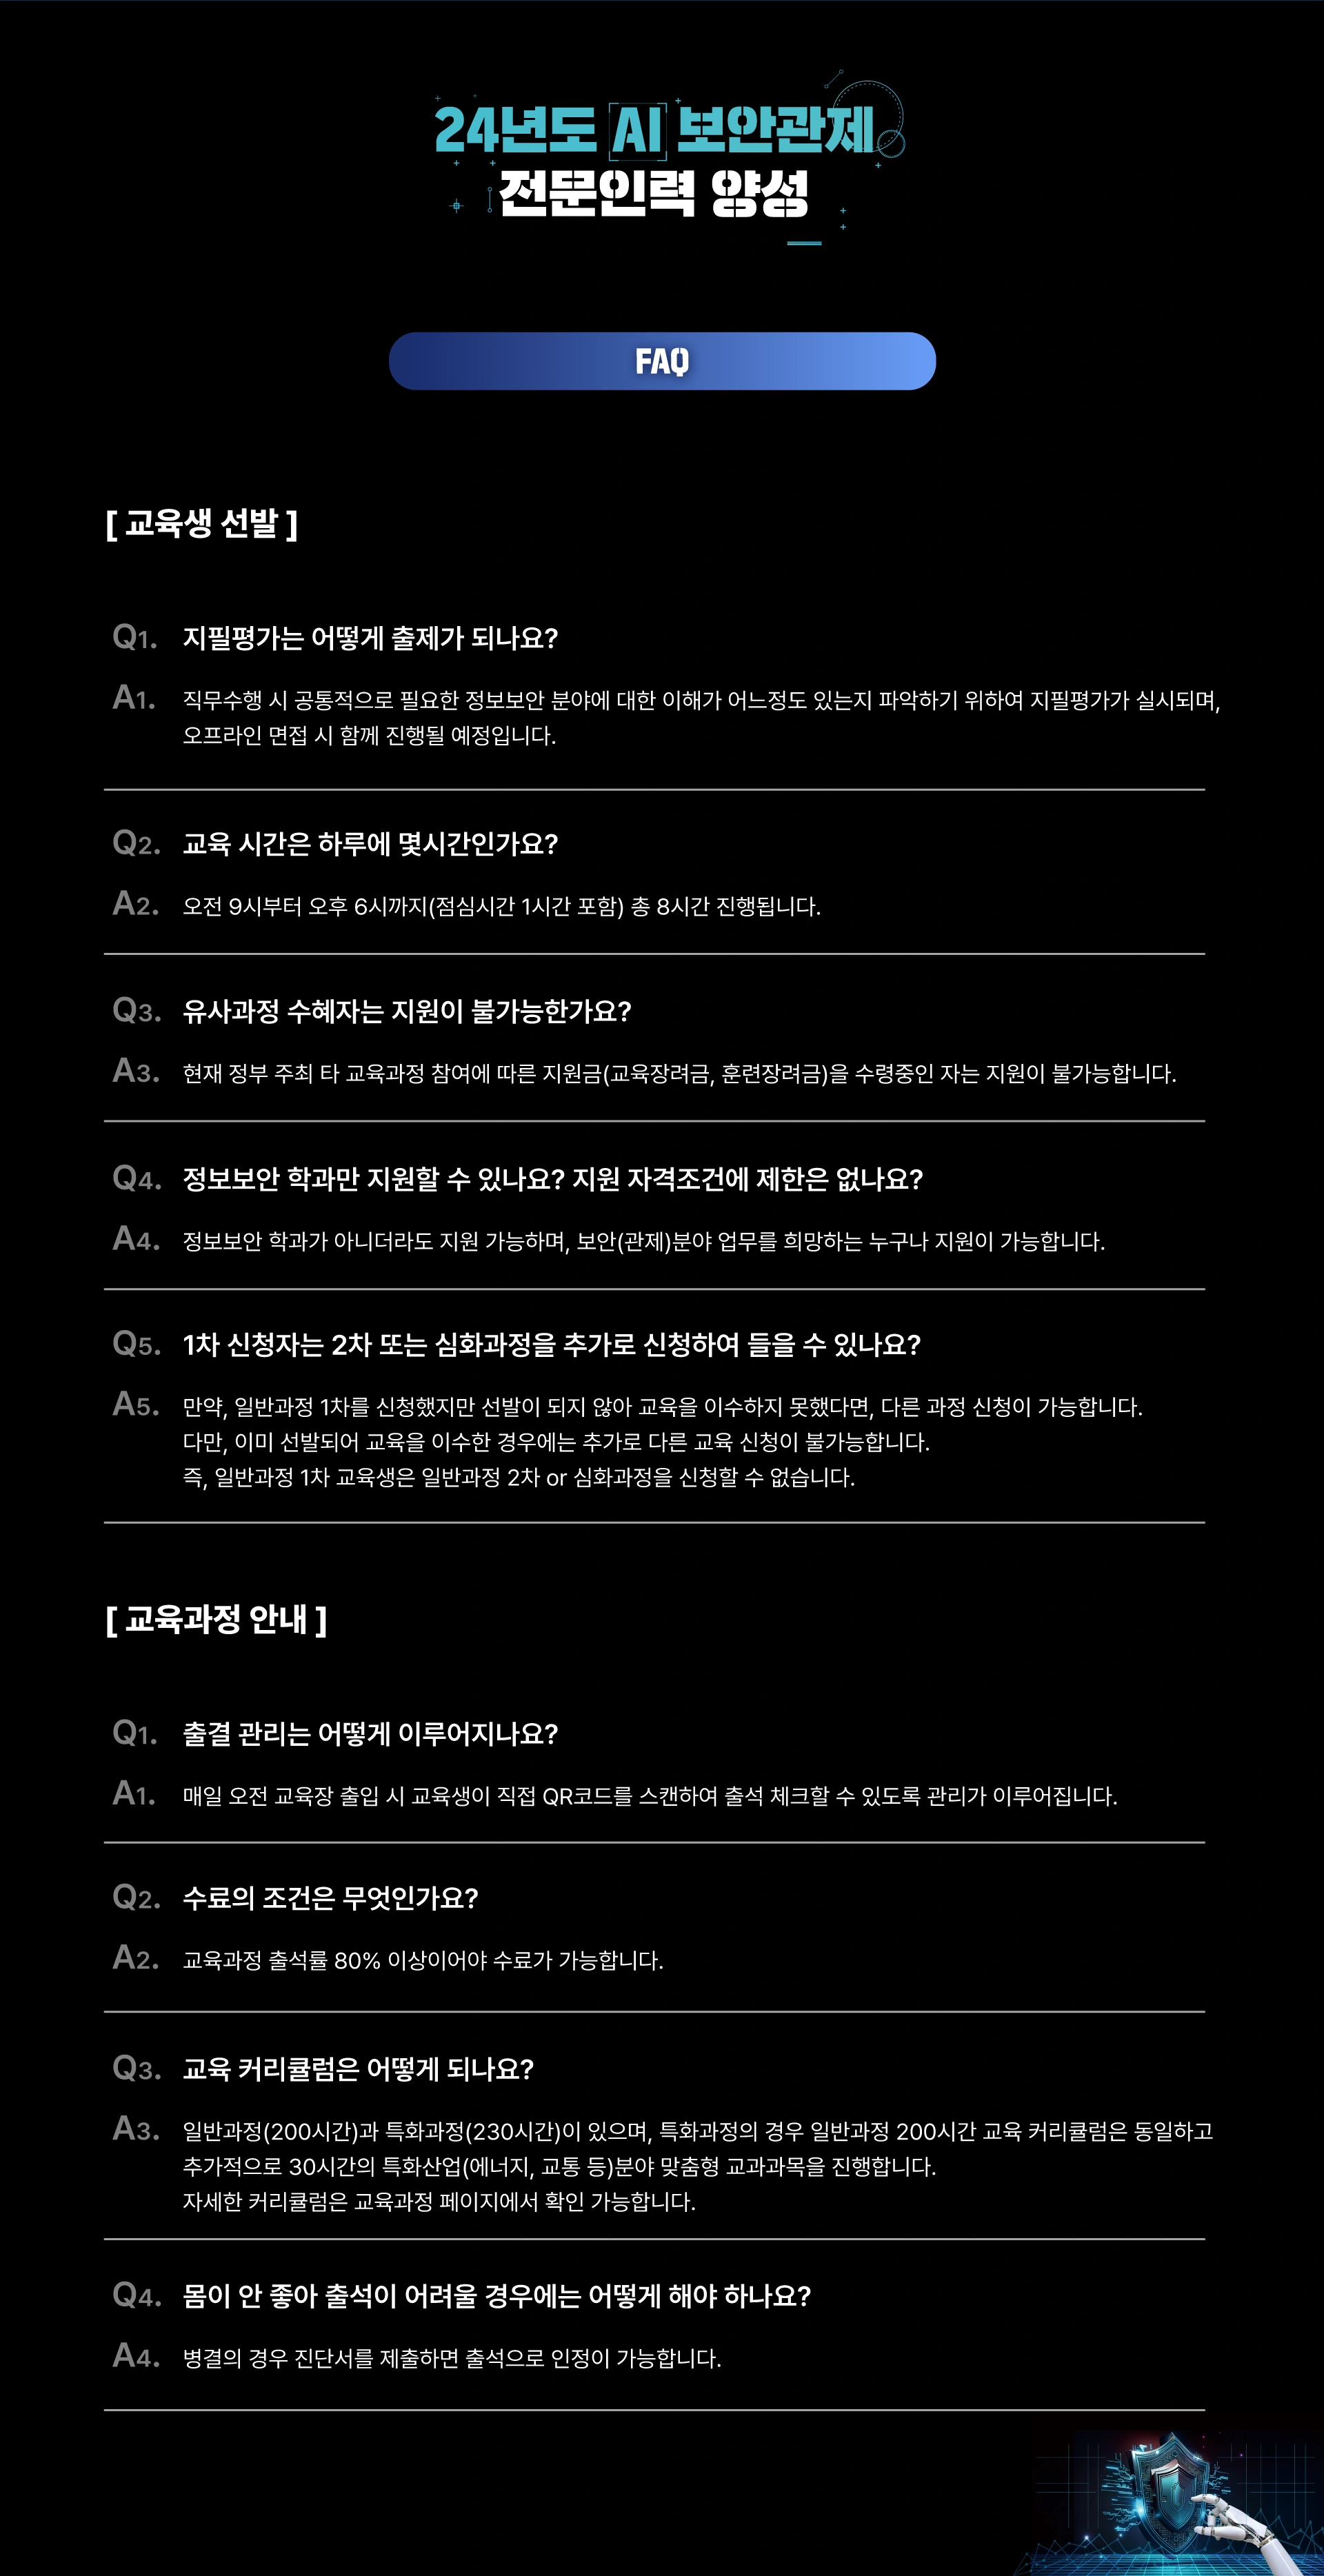 24년도 AI 보안관제
전문인력 양성
FAQ
[ 교육생 선발 ]
Q1. 지필평가는 어떻게 출제가 되나요?
A1. 직무수행 시 공통적으로 필요한 정보보안 분야에 대한 이해가 어느정도 있는지 파악하기 위하여 지필평가가 실시되며,
오프라인 면접 시 함께 진행될 예정입니다.
Q2. 교육 시간은 하루에 몇시간인가요?
A2. 오전 9시부터 오후 6시까지(점심시간 1시간 포함) 총 8시간 진행됩니다.
Q3. 유사과정 수혜자는 지원이 불가능한가요?
A3. 현재 정부 주최 타 교육과정 참여에 따른 지원금(교육장려금, 훈련장려금)을 수령중인 자는 지원이 불가능합니다.
Q4. 정보보안 학과만 지원할 수 있나요? 지원 자격조건에 제한은 없나요?
A4. 정보보안 학과가 아니더라도 지원 가능하며, 보안(관제)분야 업무를 희망하는 누구나 지원이 가능합니다.
Q5. 1차 신청자는 2차 또는 심화과정을 추가로 신청하여 들을 수 있나요?
A5. 만약, 일반과정 1차를 신청했지만 선발이 되지 않아 교육을 이수하지 못했다면, 다른 과정 신청이 가능합니다.
다만, 이미 선발되어 교육을 이수한 경우에는 추가로 다른 교육 신청이 불가능합니다.
즉, 일반과정 1차 교육생은 일반과정 2차 or 심화과정을 신청할 수 없습니다.
[ 교육과정 안내 ]
Q1. 출결 관리는 어떻게 이루어지나요?
A1. 매일 오전 교육장 출입 시 교육생이 직접 QR코드를 스캔하여 출석 체크할 수 있도록 관리가 이루어집니다.
Q2. 수료의 조건은 무엇인가요?
A2. 교육과정 출석률 80% 이상이어야 수료가 가능합니다.
Q3. 교육 커리큘럼은 어떻게 되나요?
A3. 일반과정(200시간)과 특화과정(230시간)이 있으며, 특화과정의 경우 일반과정 200시간 교육 커리큘럼은 동일하고
추가적으로 30시간의 특화산업(에너지, 교통 등)분야 맞춤형 교과과목을 진행합니다.
자세한 커리큘럼은 교육과정 페이지에서 확인 가능합니다.
Q4. 몸이 안 좋아 출석이 어려울 경우에는 어떻게 해야 하나요?
A4. 병결의 경우 진단서를 제출하면 출석으로 인정이 가능합니다.